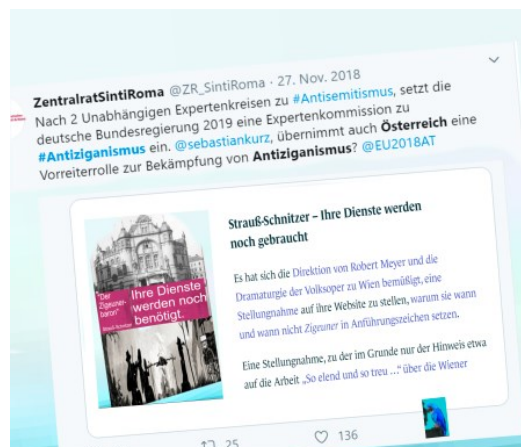 ZentralratSintiRoma @ZR_SintiRoma · 27. Nov. 2018
Nach 2 Unabhängigen Expertenkreisen zu #Antisemitismus, setzt die
deutsche Bundesregierung 2019 eine Expertenkommission zu
#Antiziganismus ein. @sebastiankurz, übernimmt auch Österreich eine
Vorreiterrolle zur Bekämpfung von Antiziganismus? @EU2018AT
Strauß-Schnitzer – Ihre Dienste werden
noch gebraucht
"Der
Zigeuner-
baron"
Ihre Dienste
werden noch
benötigt.
Es hat sich die Direktion von Robert Meyer und die
Dramaturgie der Volksoper zu Wien bemüßigt, eine
Stellungnahme auf ihre Website zu stellen, warum sie wann
und wann nicht Zigeuner in Anführungszeichen setzen.
Eine Stellungnahme, zu der im Grunde nur der Hinweis etwa
auf die Arbeit „So elend und so treu ...“ über die Wiener
25
136